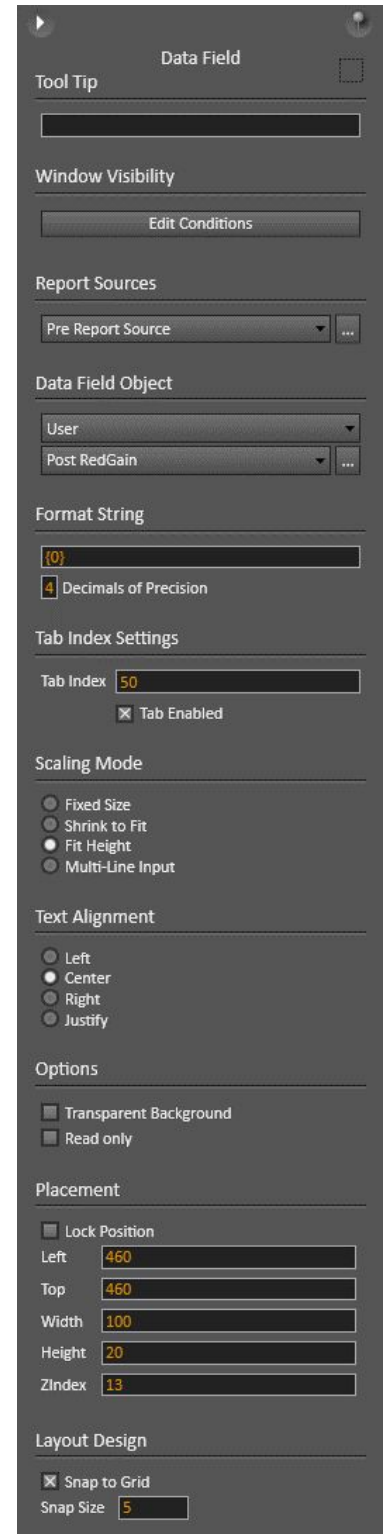 Data Field
Tool Tip
Window Visibility
Edit Conditions
Report Sources
Pre Report Source ...
Data Field Object
User
Post RedGain ...
Format String
{0}
4 Decimals of Precision
Tab Index Settings
Tab Index 50
Tab Enabled
Scaling Mode
Fixed Size
Shrink to Fit
Fit Height
Multi-Line Input
Text Alignment
Left
Center
Right
Justify
Options
Transparent Background
Read only
Placement
Lock Position
Left 460
Top 460
Width 100
Height 20
ZIndex 13
Layout Design
Snap to Grid
Snap Size 5